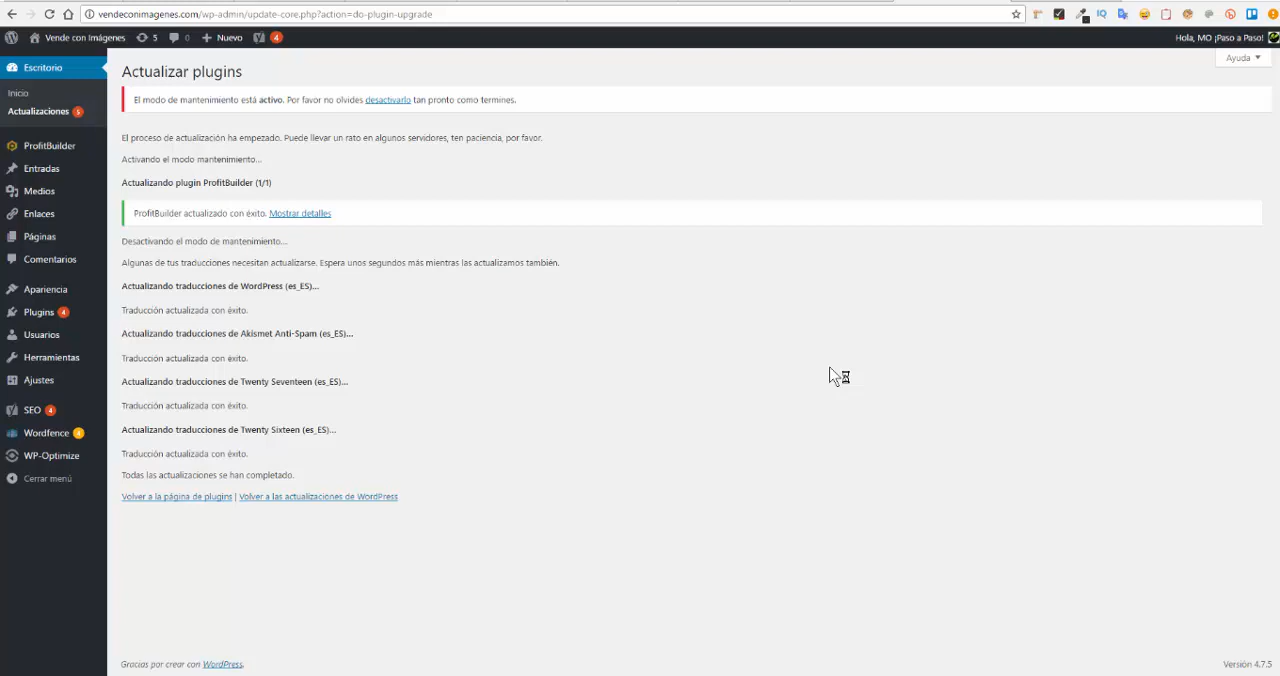 vendeconimagenes.com/wp-admin/update-core.php?action=do-plugin-upgrade
Vende con Imágenes 5 0 Nuevo 4 Hola, MO ¡Paso a Paso!
Ayuda
Escritorio
Inicio
Actualizaciones 5
ProfitBuilder
Entradas
Medios
Enlaces
Páginas
Comentarios
Apariencia
Plugins 4
Usuarios
Herramientas
Ajustes
SEO 4
Wordfence 4
WP-Optimize
Cerrar menú
Actualizar plugins
El modo de mantenimiento está activo. Por favor no olvides desactivarlo tan pronto como termines.
El proceso de actualización ha empezado. Puede llevar un rato en algunos servidores, ten paciencia, por favor.
Activando el modo mantenimiento...
Actualizando plugin ProfitBuilder (1/1)
ProfitBuilder actualizado con éxito. Mostrar detalles
Desactivando el modo de mantenimiento...
Algunas de tus traducciones necesitan actualizarse. Espera unos segundos más mientras las actualizamos también.
Actualizando traducciones de WordPress (es_ES)...
Traducción actualizada con éxito.
Actualizando traducciones de Akismet Anti-Spam (es_ES)...
Traducción actualizada con éxito.
Actualizando traducciones de Twenty Seventeen (es_ES)...
Traducción actualizada con éxito.
Actualizando traducciones de Twenty Sixteen (es_ES)...
Traducción actualizada con éxito.
Todas las actualizaciones se han completado.
Volver a la página de plugins | Volver a las actualizaciones de WordPress
Gracias por crear con WordPress.
Versión 4.7.5